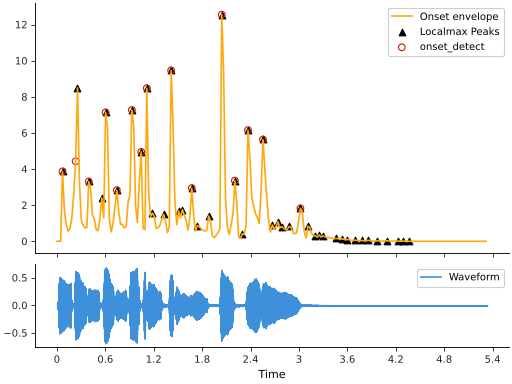 12
10
8
6
4
2
0
Onset envelope
Localmax Peaks
onset_detect
0.5
0.0
−0.5
Waveform
0 0.6 1.2 1.8 2.4 3 3.6 4.2 4.8 5.4
Time